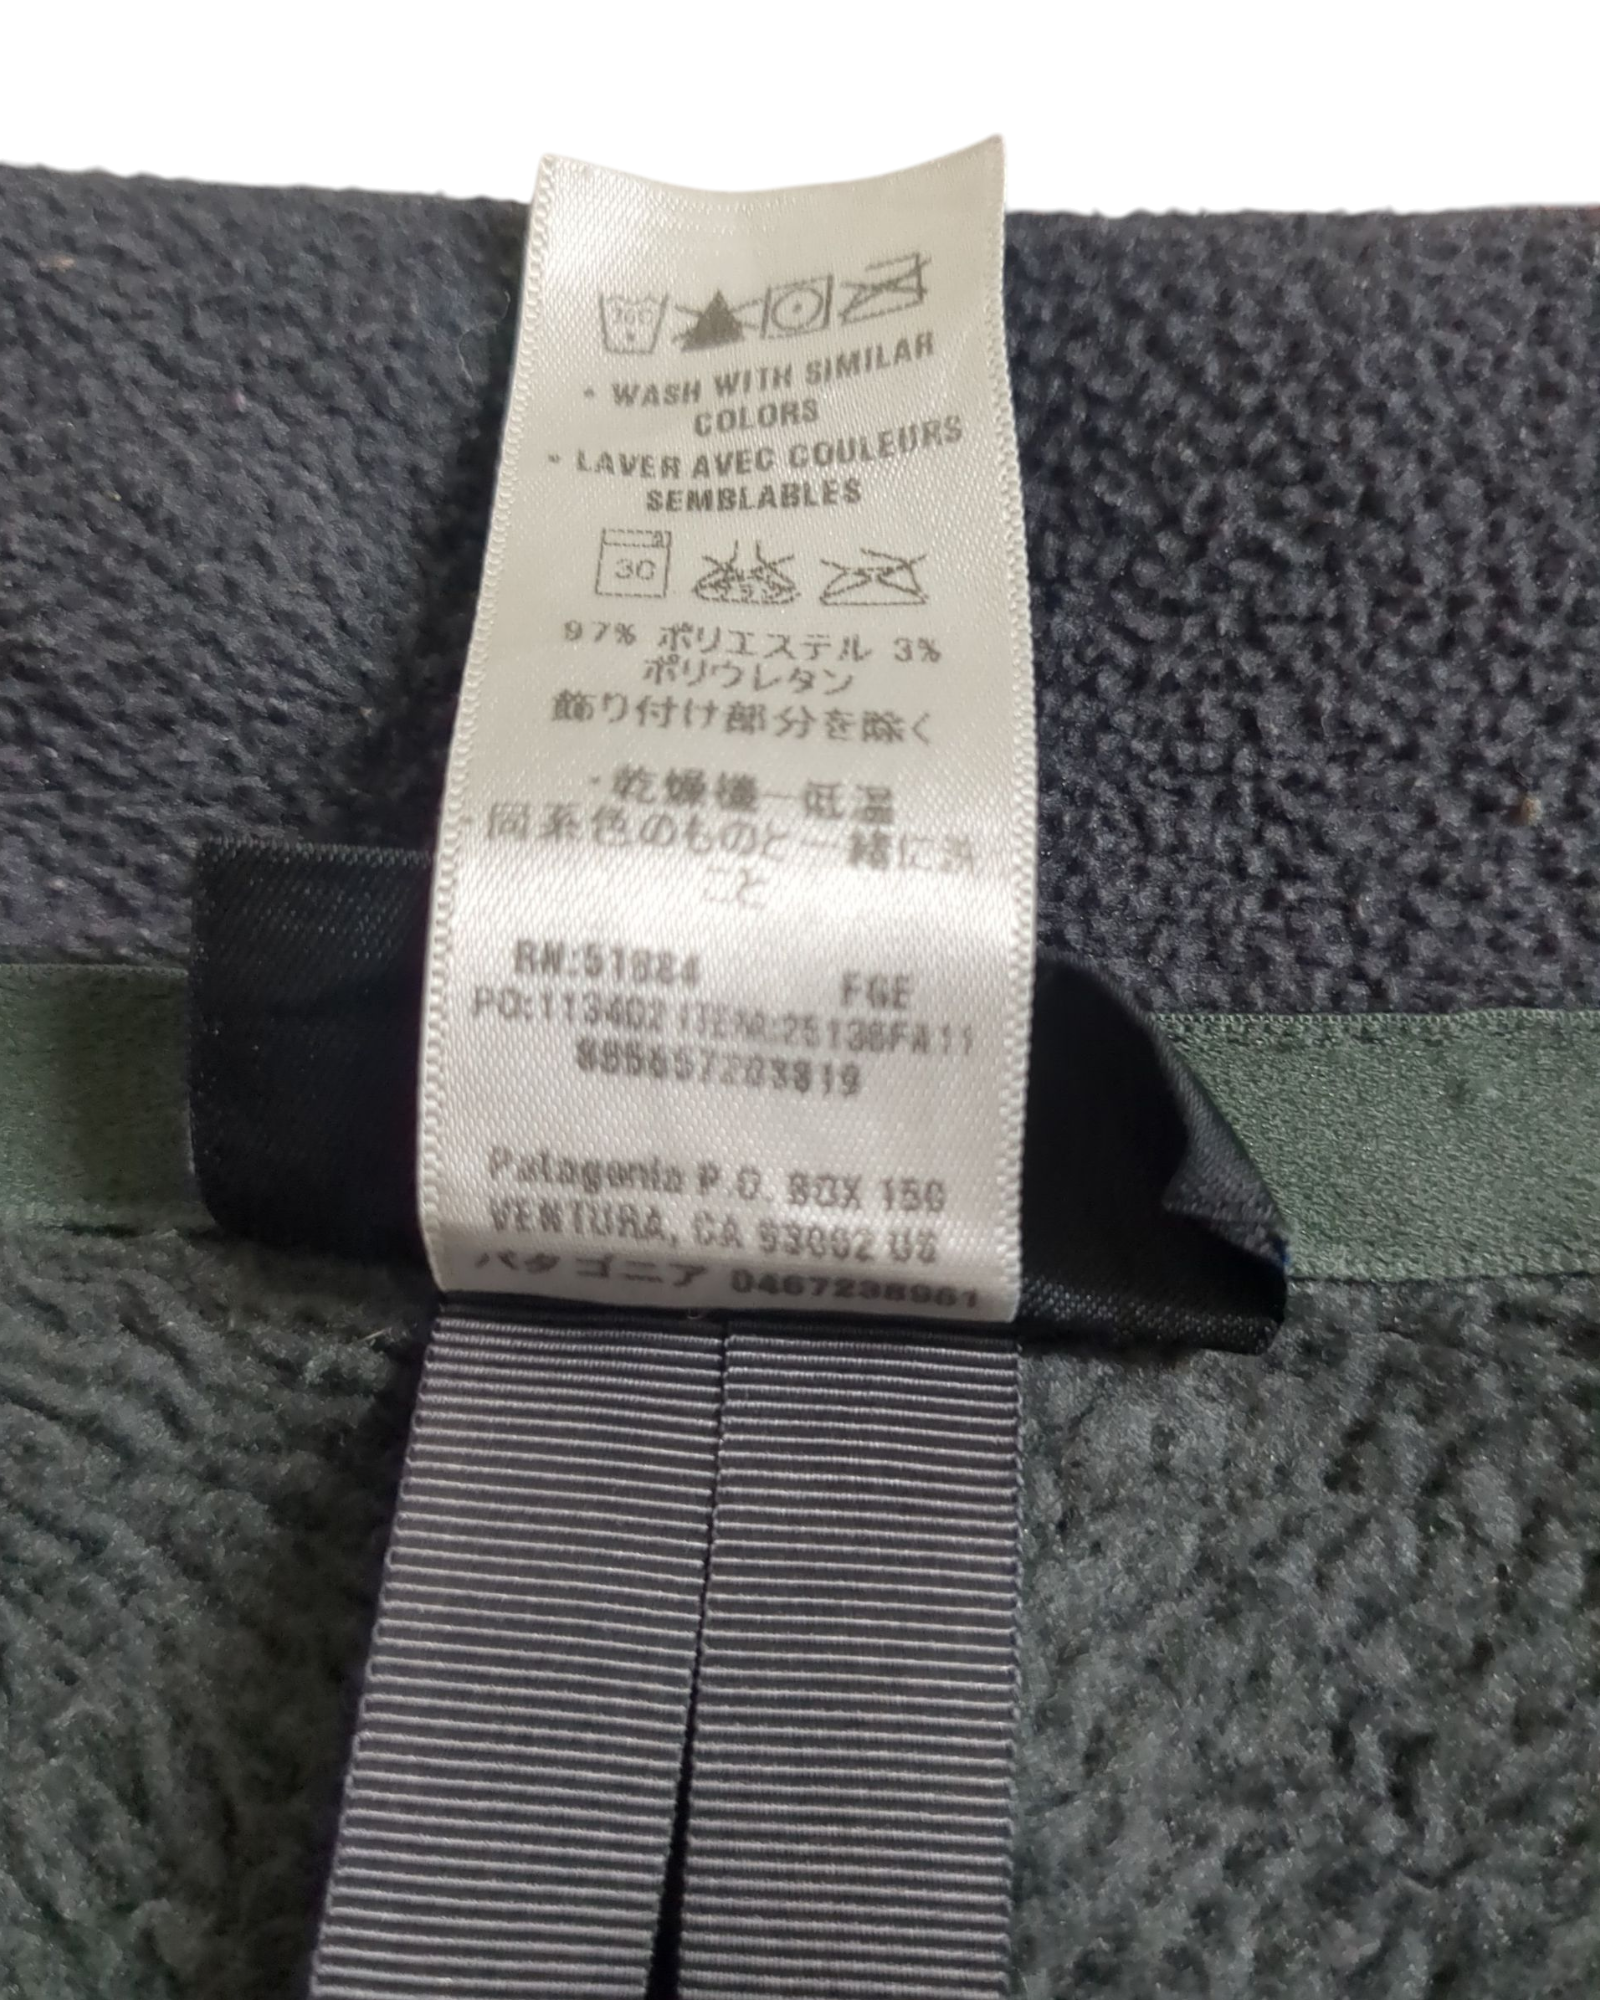 • WASH WITH SIMILAR
COLORS
• LAVER AVEC COULEURS
SEMBLABLES
30
97% ポリエステル 3%
ポリウレタン
飾り付け部分を除く
・乾燥機一低温
同系色のものと一緒に洗
こと
RN:51884 FGE
PO:113402 ITEM#:25136FA11
885657203819
Patagonia P.O. BOX 150
VENTURA, CA 93002 US
パタゴニア 0467238961